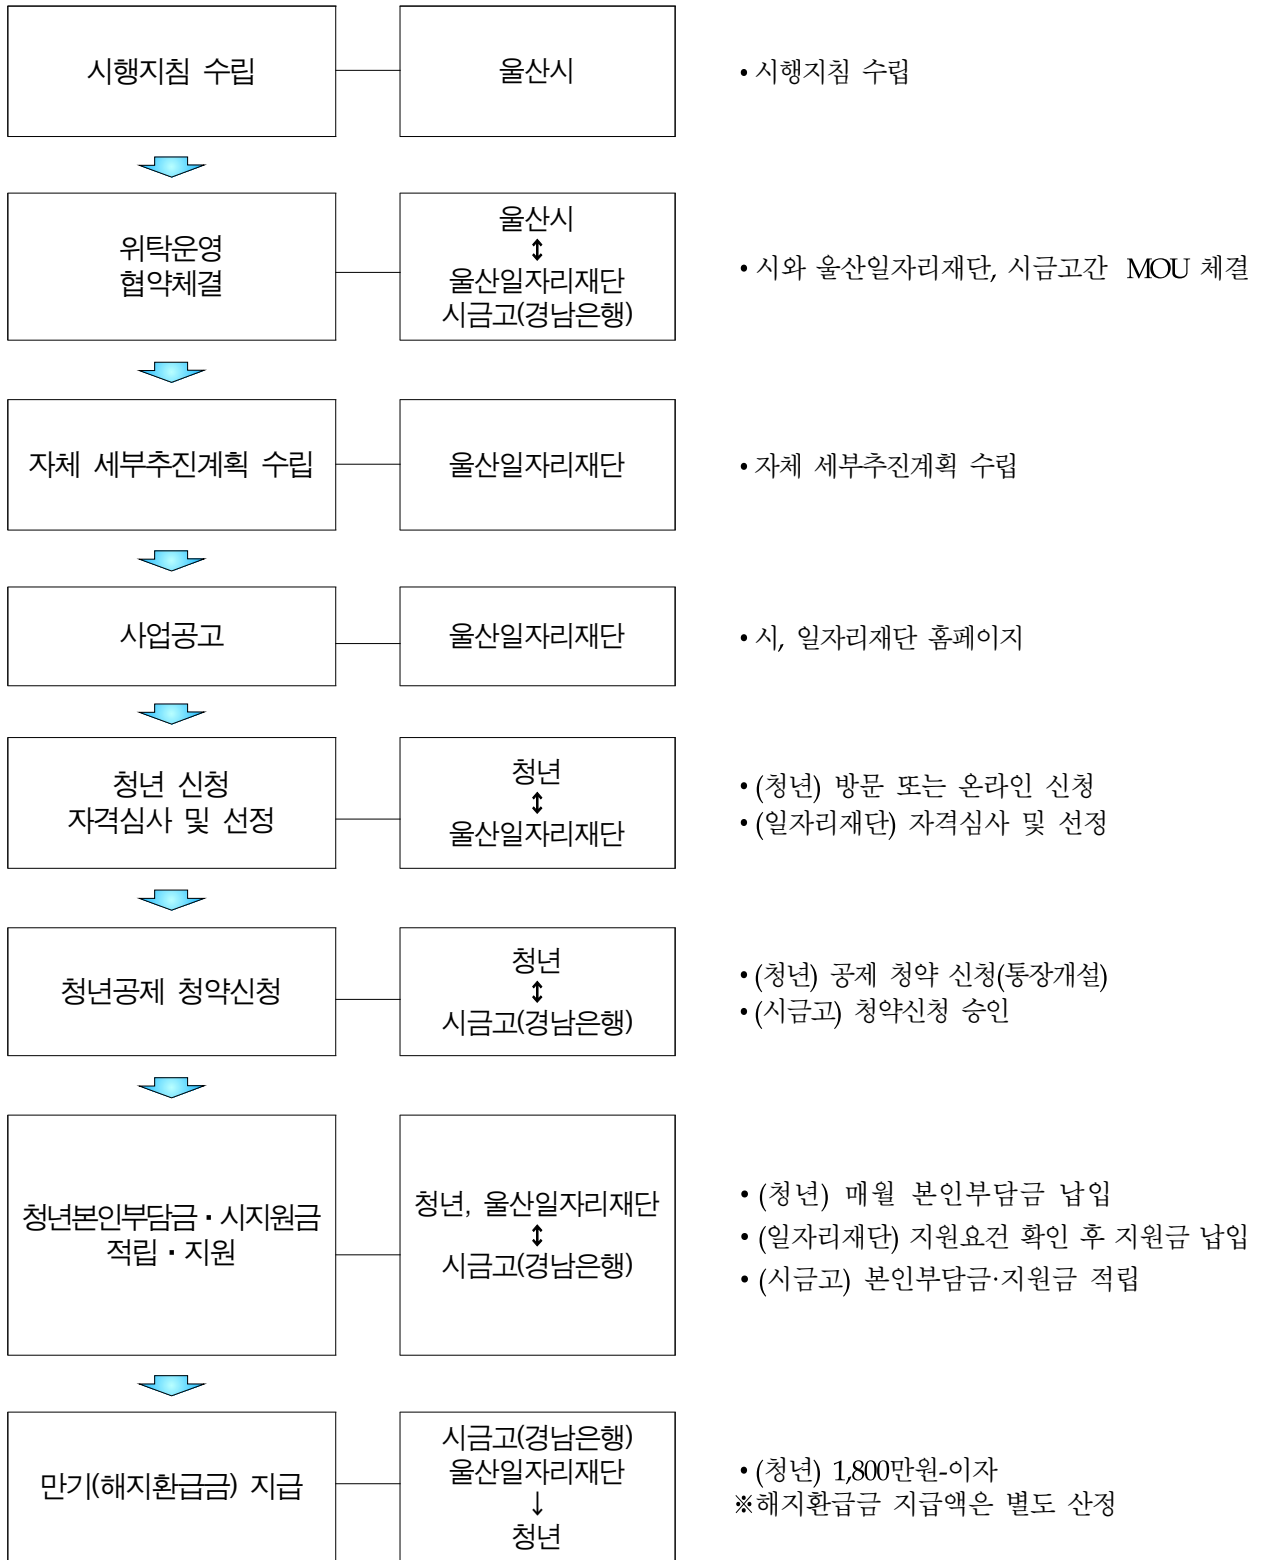 시행지침 수립
울산시
• 시행지침 수립
위탁운영
협약체결
울산시
↕
울산일자리재단
시금고(경남은행)
• 시와 울산일자리재단, 시금고간 MOU 체결
자체 세부추진계획 수립
울산일자리재단
• 자체 세부추진계획 수립
사업공고
울산일자리재단
• 시, 일자리재단 홈페이지
청년 신청
자격심사 및 선정
청년
↕
울산일자리재단
• (청년) 방문 또는 온라인 신청
• (일자리재단) 자격심사 및 선정
청년공제 청약신청
청년
↕
시금고(경남은행)
• (청년) 공제 청약 신청(통장개설)
• (시금고) 청약신청 승인
청년본인부담금·시지원금
적립·지원
청년, 울산일자리재단
↕
시금고(경남은행)
• (청년) 매월 본인부담금 납입
• (일자리재단) 지원요건 확인 후 지원금 납입
• (시금고) 본인부담금·지원금 적립
만기(해지환급금) 지급
시금고(경남은행)
울산일자리재단
↓
청년
• (청년) 1,800만원-이자
※해지환급금 지급액은 별도 산정